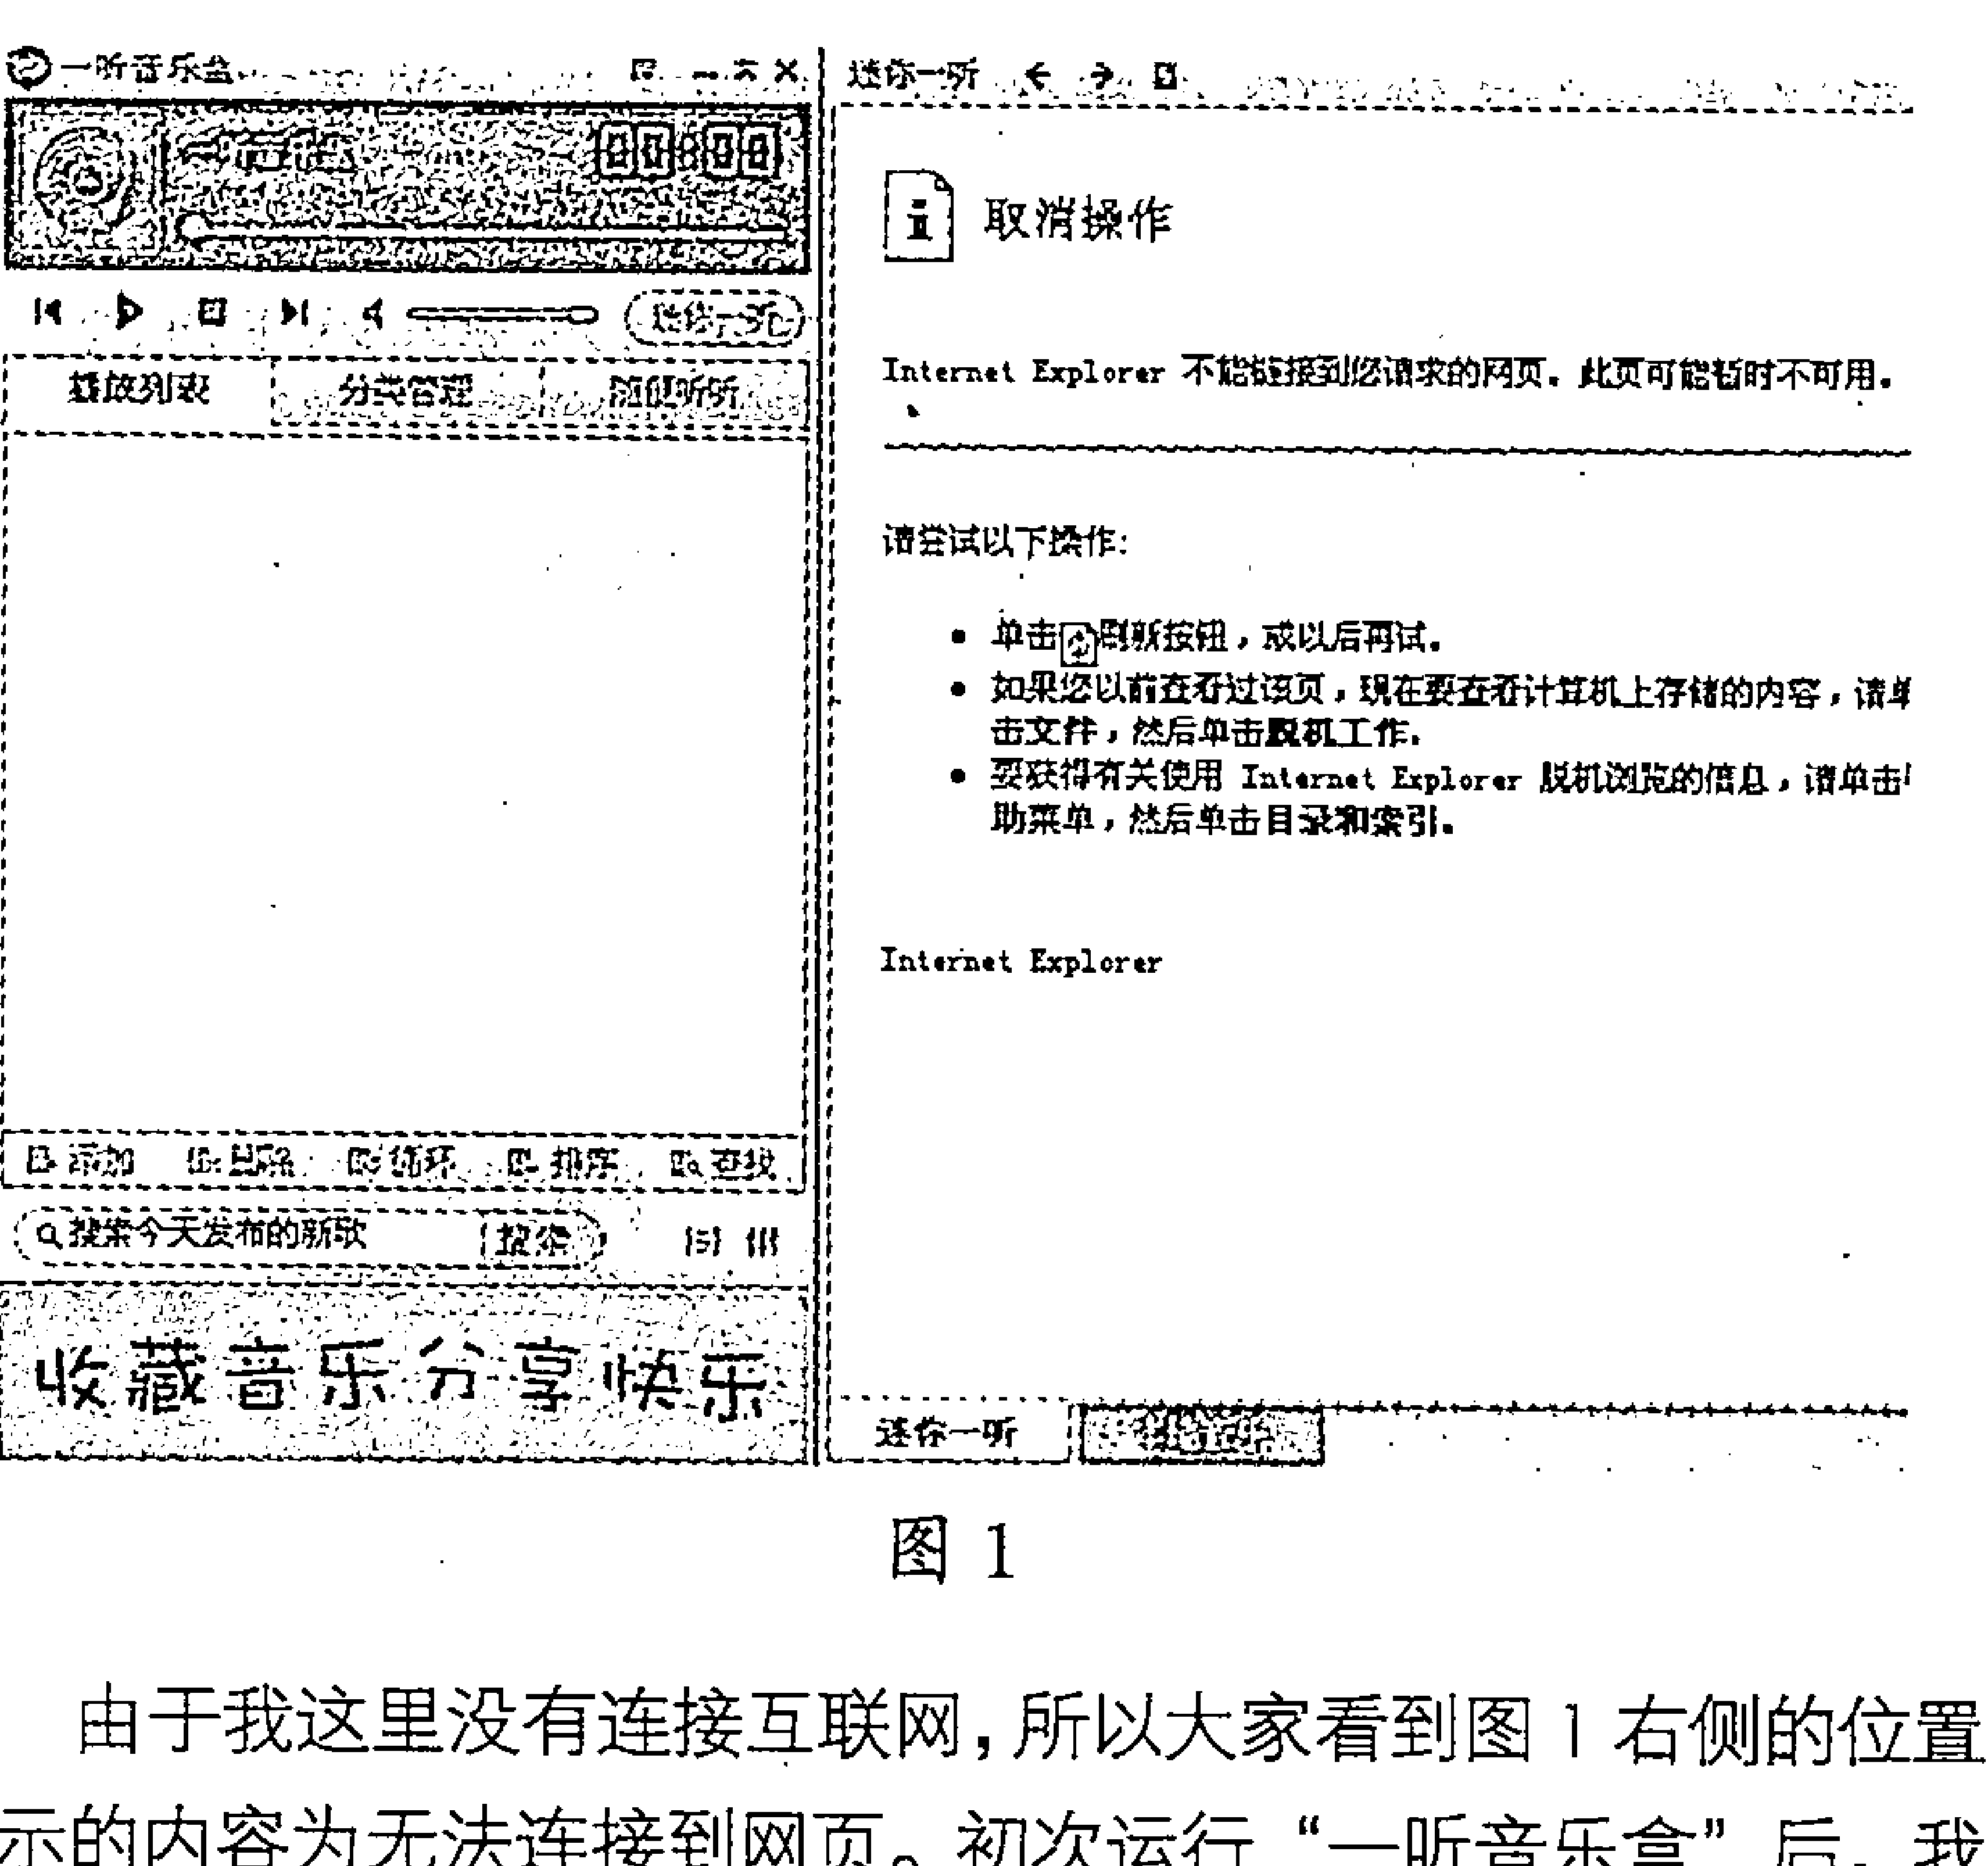 一听音乐盒
00:00
播放列表 分类管理 随便听听
添加 删除 循环 排序 查找
搜索今天发布的新歌 搜索
收藏音乐分享快乐
迷你一听
取消操作
Internet Explorer 不能链接到您请求的网页。此页可能暂时不可用。
请尝试以下操作:
• 单击刷新按钮，或以后再试。
• 如果您以前查看过该页，现在要查看计算机上存储的内容，请单
击文件，然后单击脱机工作。
• 要获得有关使用 Internet Explorer 脱机浏览的信息，请单击
助菜单，然后单击目录和索引。
Internet Explorer
迷你一听
图 1
由于我这里没有连接互联网,所以大家看到图 1 右侧的位置
示的内容为无法连接到网页。初次运行“一听音乐盒”后，我